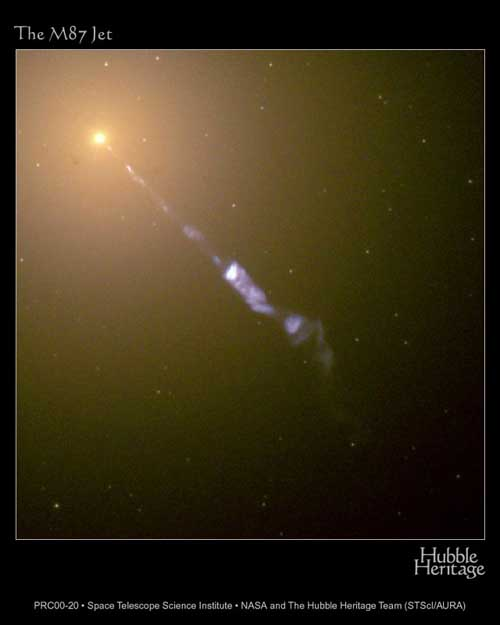 The M87 Jet
Hubble
Heritage
PRC00-20 • Space Telescope Science Institute • NASA and The Hubble Heritage Team (STScI/AURA)